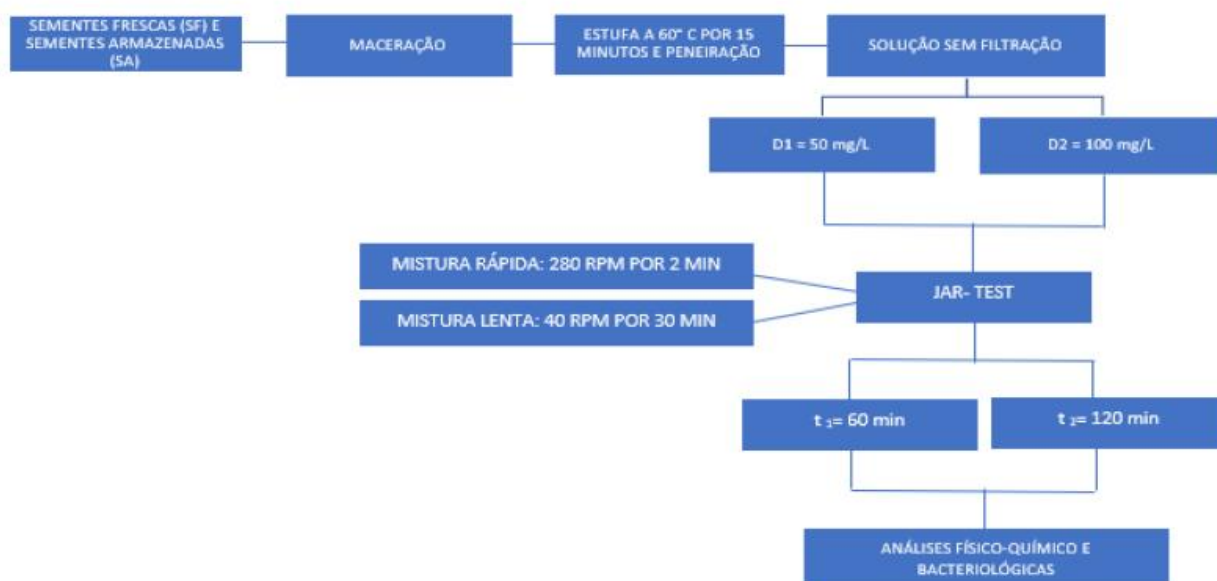 SEMENTES FRESCAS (SF) E
SEMENTES ARMAZENADAS
(SA)
MACERAÇÃO
ESTUFA A 60° C POR 15
MINUTOS E PENEIRAÇÃO
SOLUÇÃO SEM FILTRAÇÃO
D1 = 50 mg/L
D2 = 100 mg/L
MISTURA RÁPIDA: 280 RPM POR 2 MIN
MISTURA LENTA: 40 RPM POR 30 MIN
JAR- TEST
t ₁= 60 min
t ₂= 120 min
ANÁLISES FÍSICO-QUÍMICO E
BACTERIOLÓGICAS